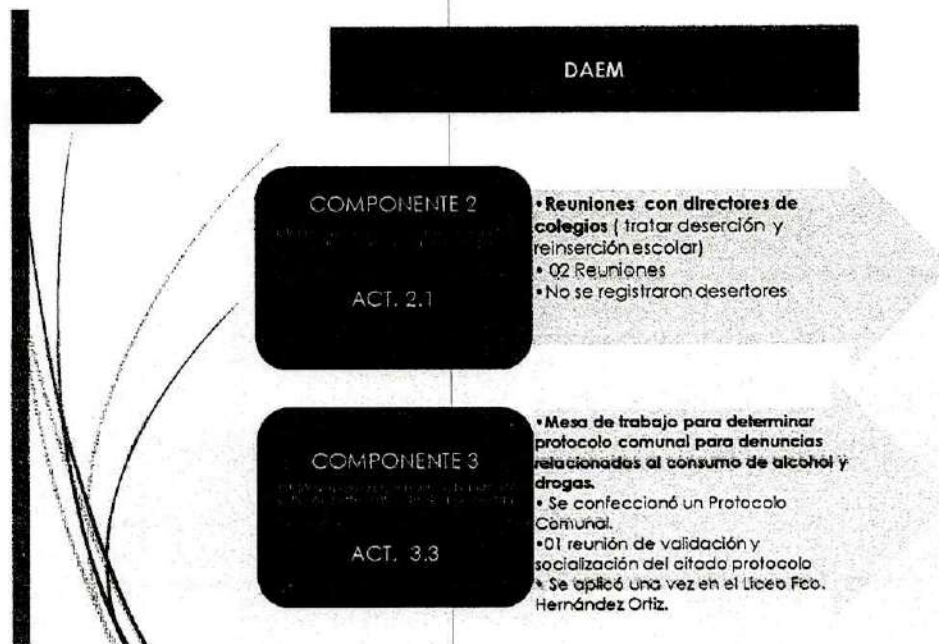 DAEM
COMPONENTE 2
ACT. 2.1
•Reuniones con directores de
colegios ( tratar deserción y
reinserción escolar)
• 02 Reuniones
•No se registraron desertores
COMPONENTE 3
ACT. 3.3
•Mesa de trabajo para determinar
protocolo comunal para denuncias
relacionadas al consumo de alcohol y
drogas.
• Se confeccionó un Protocolo
Comunal.
•01 reunión de validación y
socialización del citado protocolo
• Se aplicó una vez en el Liceo Fco.
Hernández Ortiz.